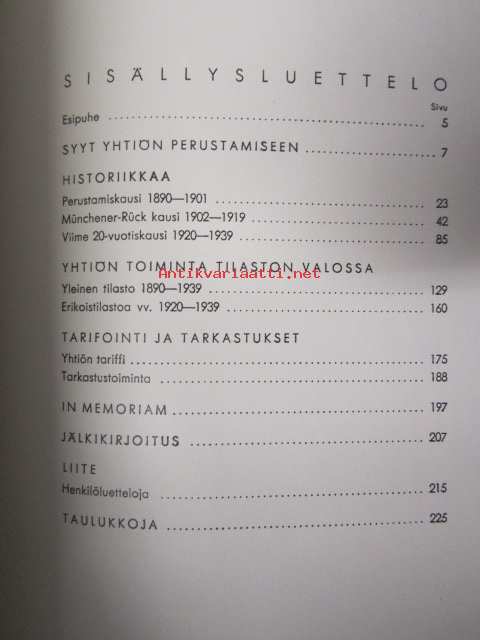 SISÄLLYSLUETTELO
Sivu
Esipuhe 5
SYYT YHTIÖN PERUSTAMISEEN 7
HISTORIIKKAA
Perustamiskausi 1890—1901 23
Münchener-Rück kausi 1902—1919 42
Viime 20-vuotiskausi 1920—1939 85
YHTIÖN TOIMINTA TILASTON VALOSSA
Antikvariaatti.net
Yleinen tilasto 1890—1939 129
Erikoistilastoa vv. 1920—1939 160
TARIFOINTI JA TARKASTUKSET
Yhtiön tariffi 175
Tarkastustoiminta 188
IN MEMORIAM 197
JÄLKIKIRJOITUS 207
LIITE
Henkilöluetteloja 215
TAULUKKOJA 225